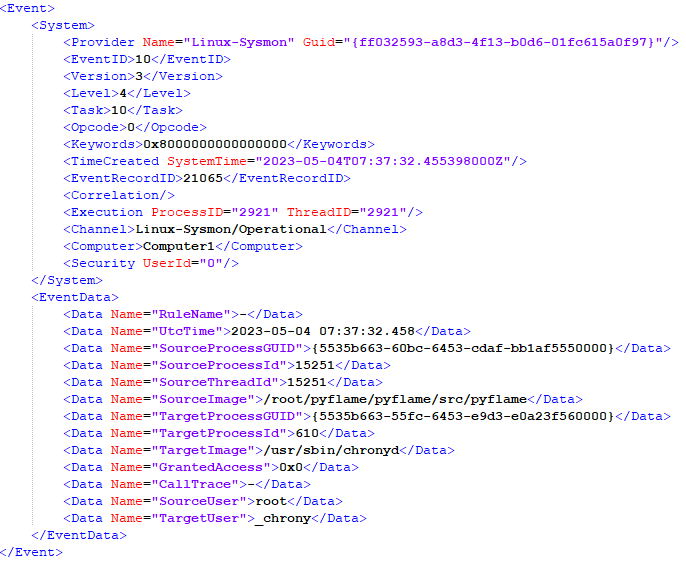 <Event>
<System>
<Provider Name="Linux-Sysmon" Guid="{ff032593-a8d3-4f13-b0d6-01fc615a0f97}"/>
<EventID>10</EventID>
<Version>3</Version>
<Level>4</Level>
<Task>10</Task>
<Opcode>0</Opcode>
<Keywords>0x8000000000000000</Keywords>
<TimeCreated SystemTime="2023-05-04T07:37:32.455398000Z"/>
<EventRecordID>21065</EventRecordID>
<Correlation/>
<Execution ProcessID="2921" ThreadID="2921"/>
<Channel>Linux-Sysmon/Operational</Channel>
<Computer>Computer1</Computer>
<Security UserId="0"/>
</System>
<EventData>
<Data Name="RuleName">-</Data>
<Data Name="UtcTime">2023-05-04 07:37:32.458</Data>
<Data Name="SourceProcessGUID">{5535b663-60bc-6453-cdaf-bb1af5550000}</Data>
<Data Name="SourceProcessId">15251</Data>
<Data Name="SourceThreadId">15251</Data>
<Data Name="SourceImage">/root/pyflame/pyflame/src/pyflame</Data>
<Data Name="TargetProcessGUID">{5535b663-55fc-6453-e9d3-e0a23f560000}</Data>
<Data Name="TargetProcessId">610</Data>
<Data Name="TargetImage">/usr/sbin/chronyd</Data>
<Data Name="GrantedAccess">0x0</Data>
<Data Name="CallTrace">-</Data>
<Data Name="SourceUser">root</Data>
<Data Name="TargetUser">_chrony</Data>
</EventData>
</Event>